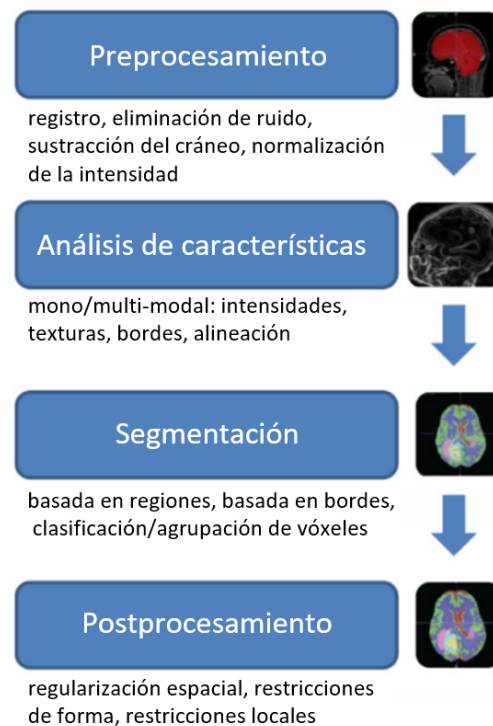 Preprocesamiento
registro, eliminación de ruido,
sustracción del cráneo, normalización
de la intensidad
Análisis de características
mono/multi-modal: intensidades,
texturas, bordes, alineación
Segmentación
basada en regiones, basada en bordes,
clasificación/agrupación de vóxeles
Postprocesamiento
regularización espacial, restricciones
de forma, restricciones locales